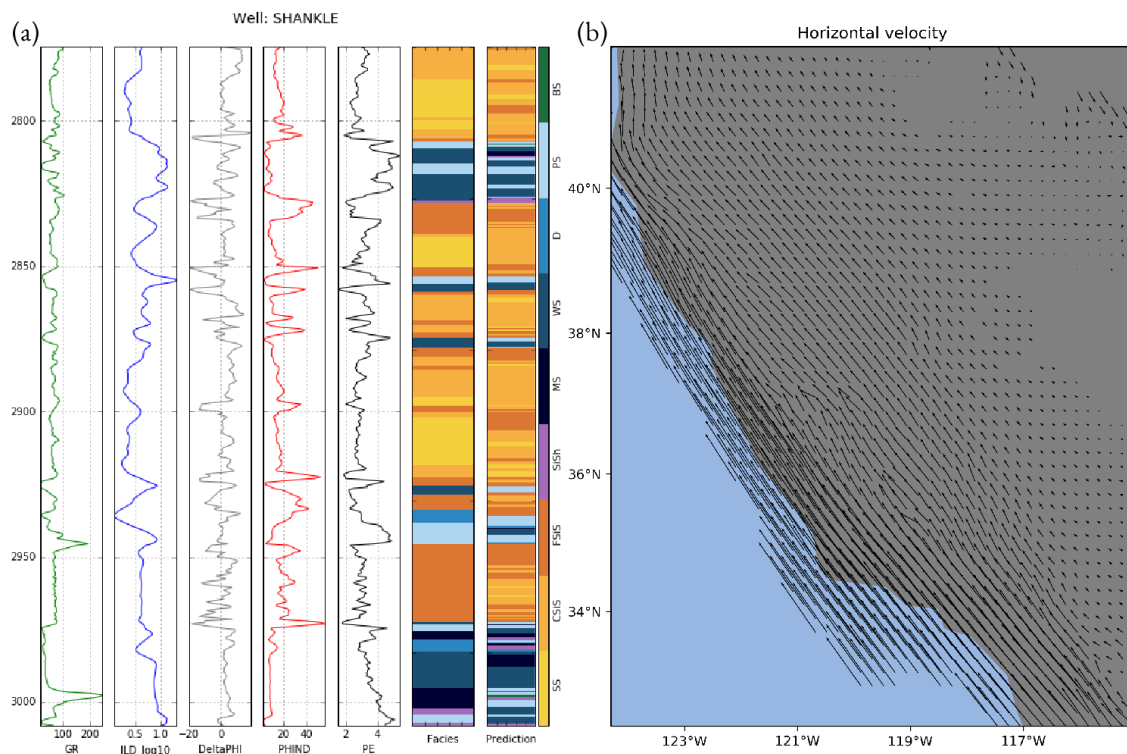 Well: SHANKLE
(a)
2800
2850
2900
2950
3000
100 200
GR
0.5 1.0
ILD_log10
−20 0
DeltaPHI
0 20 40
PHIND
2 4
PE
Facies
Prediction
BS
PS
D
WS
MS
SiSh
FSiS
CSiS
SS
(b)
Horizontal velocity
40°N
38°N
36°N
34°N
123°W 121°W 119°W 117°W